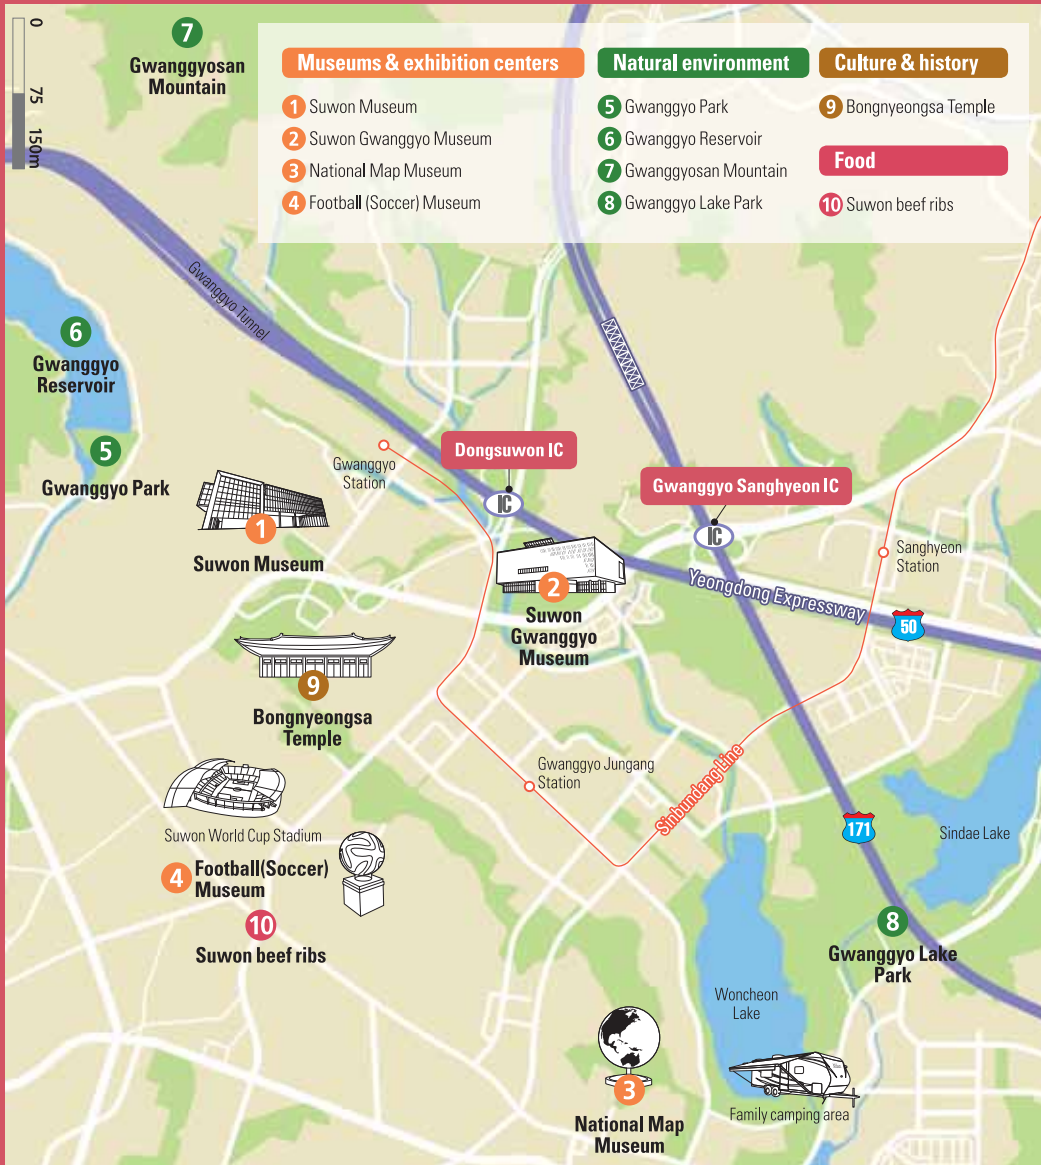 0
75
150m
7
Gwanggyosan
Mountain
Museums & exhibition centers
1 Suwon Museum
2 Suwon Gwanggyo Museum
3 National Map Museum
4 Football (Soccer) Museum
Natural environment
5 Gwanggyo Park
6 Gwanggyo Reservoir
7 Gwanggyosan Mountain
8 Gwanggyo Lake Park
Culture & history
9 Bongnyeongsa Temple
Food
10 Suwon beef ribs
Gwanggyo Tunnel
6
Gwanggyo
Reservoir
5
Gwanggyo Park
Gwanggyo
Station
Dongsuwon IC
IC
Gwanggyo Sanghyeon IC
IC
Sanghyeon
Station
1
Suwon Museum
2
Suwon
Gwanggyo
Museum
Yeongdong Expressway
50
9
Bongnyeongsa
Temple
Gwanggyo Jungang
Station
Sinbundang Line
171
Sindae Lake
Suwon World Cup Stadium
4 Football(Soccer)
Museum
10
Suwon beef ribs
8
Gwanggyo Lake
Park
Woncheon
Lake
3
National Map
Museum
Family camping area